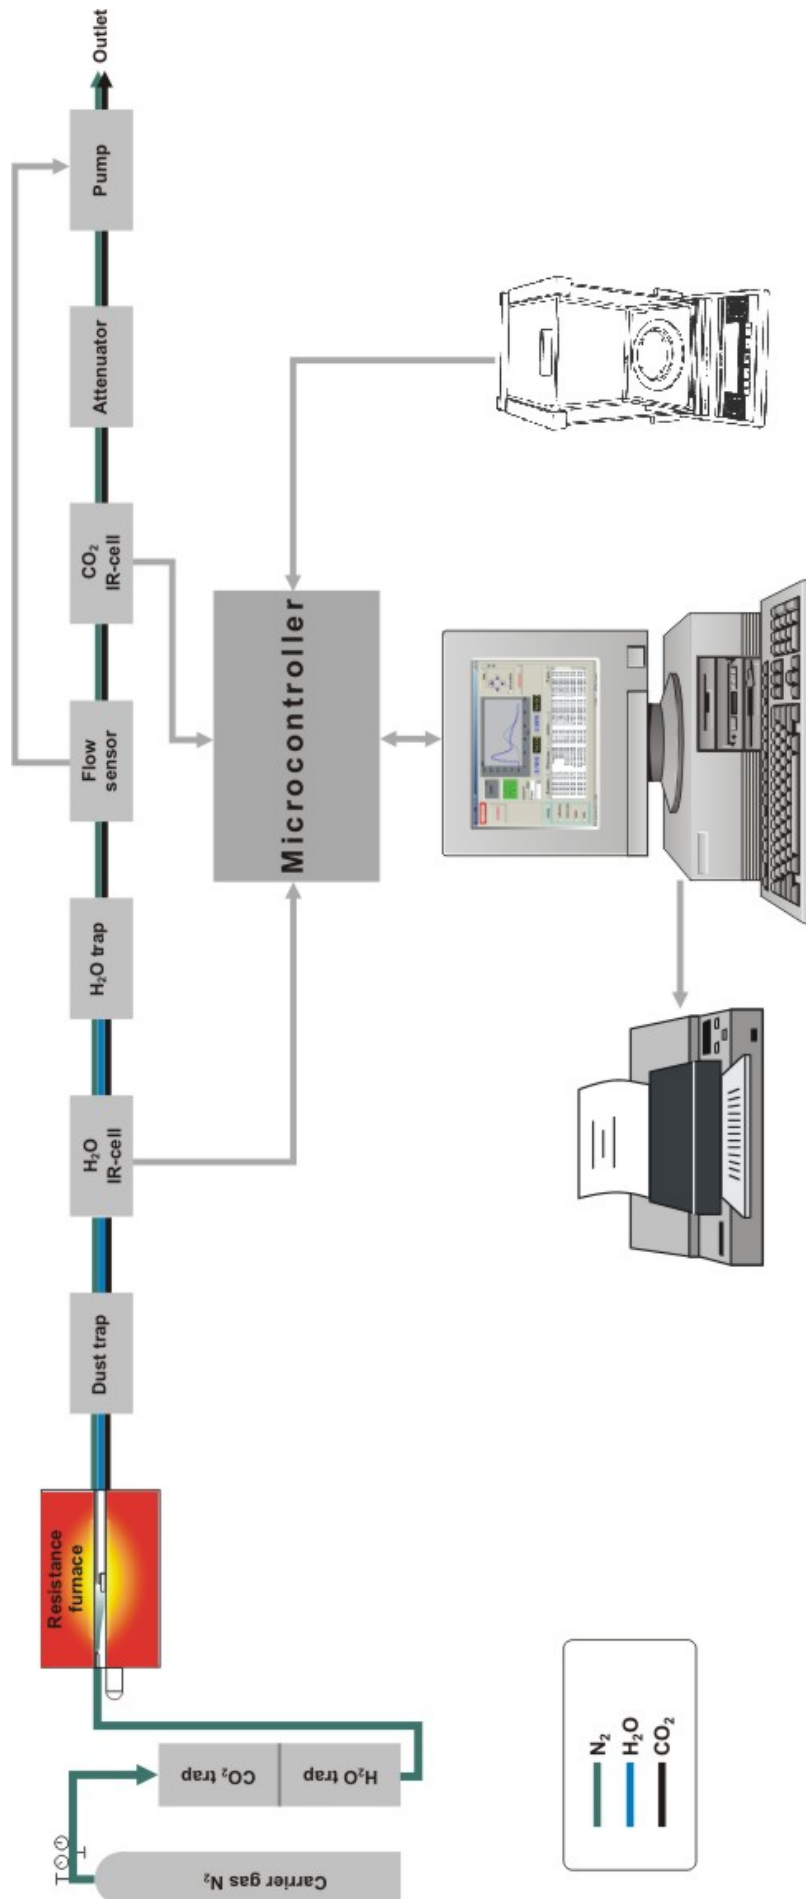 Carrier gas N₂
CO₂ trap
H₂O trap
Resistance
furnace
Dust trap
H₂O
IR-cell
H₂O trap
Flow
sensor
CO₂
IR-cell
Attenuator
Pump
Outlet
Microcontroller
N₂
H₂O
CO₂